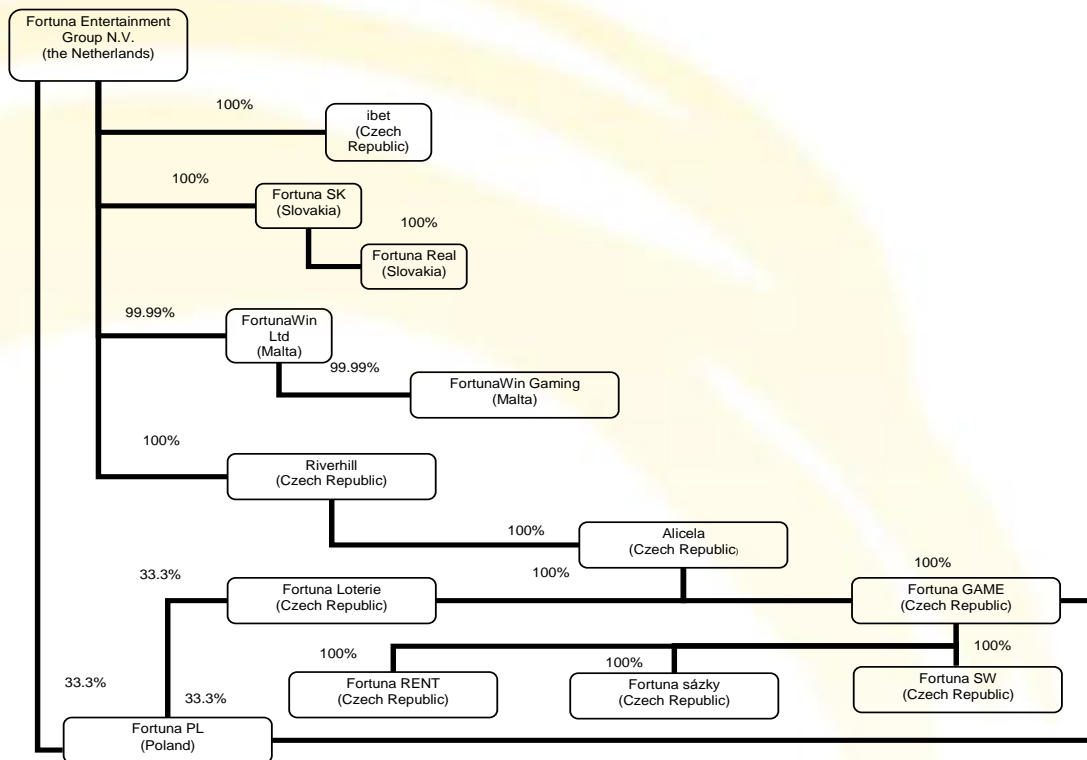 Fortuna Entertainment
Group N.V.
(the Netherlands)
100%
ibet
(Czech
Republic)
100%
Fortuna SK
(Slovakia)
100%
Fortuna Real
(Slovakia)
99.99%
FortunaWin
Ltd
(Malta)
99.99%
FortunaWin Gaming
(Malta)
100%
Riverhill
(Czech Republic)
100%
Alicela
(Czech Republic)
33.3%
100%
100%
Fortuna Loterie
(Czech Republic)
Fortuna GAME
(Czech Republic)
100%
100%
100%
Fortuna RENT
(Czech Republic)
Fortuna sázky
(Czech Republic)
Fortuna SW
(Czech Republic)
33.3%
33.3%
Fortuna PL
(Poland)